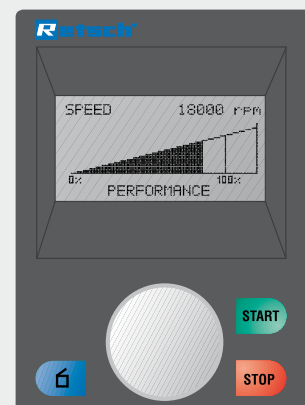 Retsch®
SPEED 18000 rpm
0% 100%
PERFORMANCE
START
STOP